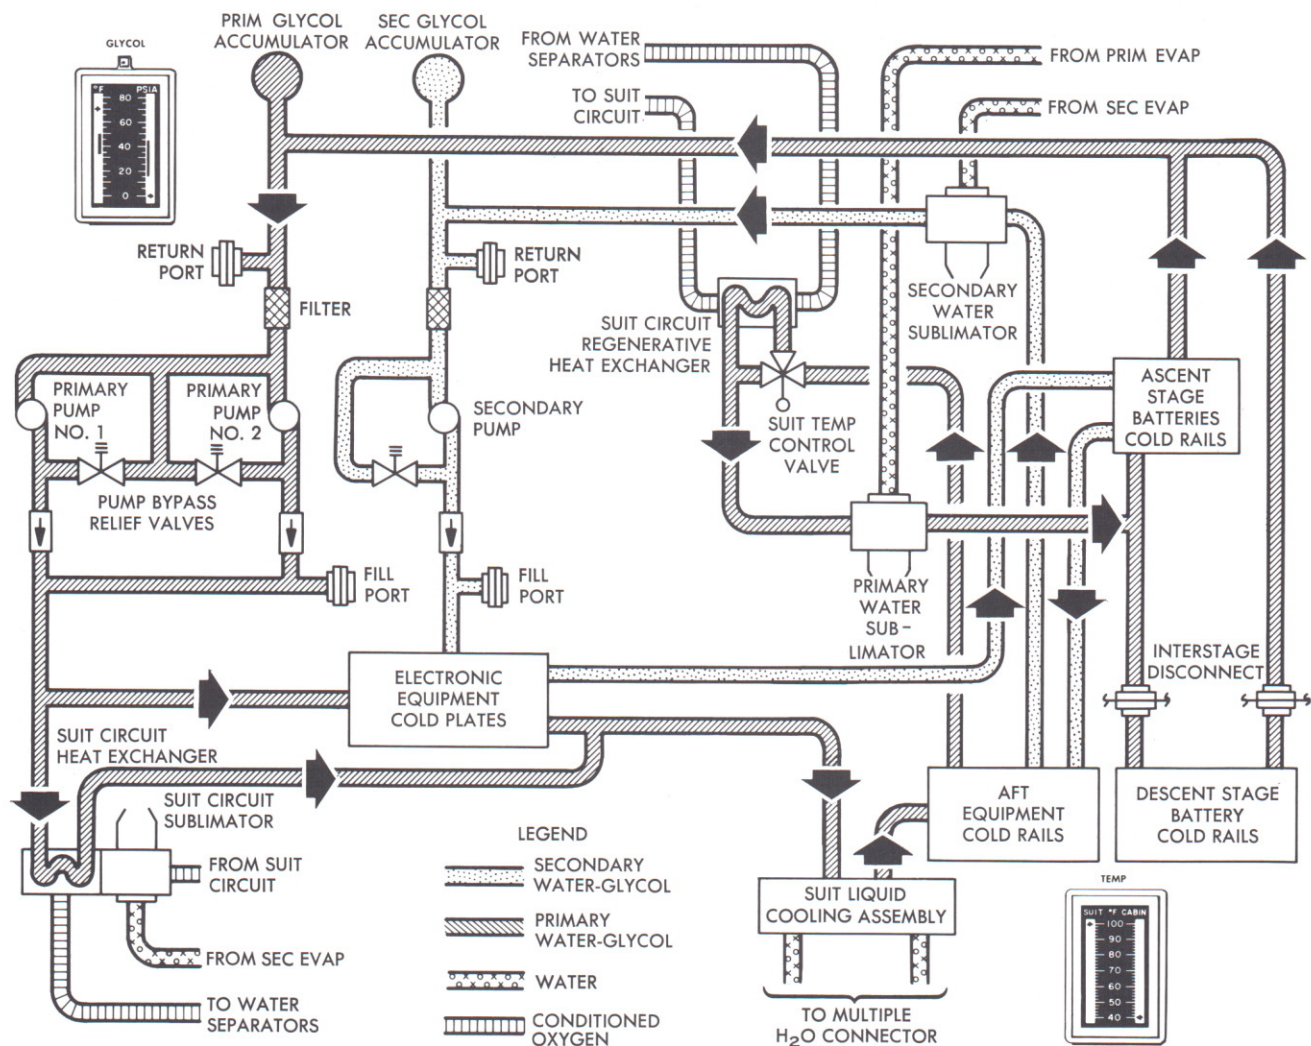 PRIM GLYCOL
ACCUMULATOR
SEC GLYCOL
ACCUMULATOR
FROM WATER
SEPARATORS
FROM PRIM EVAP
GLYCOL
°F PSIA
80
60
40
20
0
TO SUIT
CIRCUIT
FROM SEC EVAP
RETURN
PORT
RETURN
PORT
FILTER
SUIT CIRCUIT
REGENERATIVE
HEAT EXCHANGER
SECONDARY
WATER
SUBLIMATOR
PRIMARY
PUMP
NO. 1
PRIMARY
PUMP
NO. 2
SECONDARY
PUMP
SUIT TEMP
CONTROL
VALVE
ASCENT
STAGE
BATTERIES
COLD RAILS
PUMP BYPASS
RELIEF VALVES
FILL
PORT
FILL
PORT
PRIMARY
WATER
SUB-
LIMATOR
ELECTRONIC
EQUIPMENT
COLD PLATES
INTERSTAGE
DISCONNECT
SUIT CIRCUIT
HEAT EXCHANGER
SUIT CIRCUIT
SUBLIMATOR
AFT
EQUIPMENT
COLD RAILS
DESCENT STAGE
BATTERY
COLD RAILS
FROM SUIT
CIRCUIT
SUIT LIQUID
COOLING ASSEMBLY
FROM SEC EVAP
TO WATER
SEPARATORS
TO MULTIPLE
H2O CONNECTOR
LEGEND
SECONDARY
WATER-GLYCOL
PRIMARY
WATER-GLYCOL
WATER
CONDITIONED
OXYGEN
TEMP
SUIT °F CABIN
100
90
80
70
60
50
40